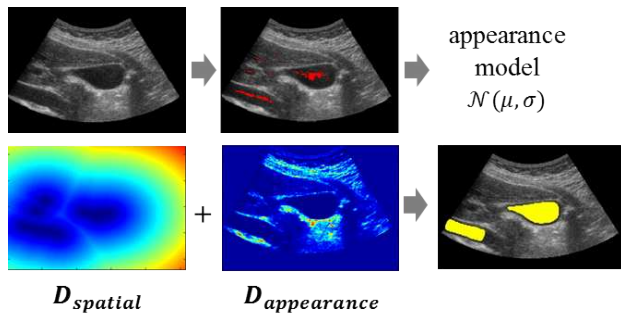 appearance
model
𝒩(μ, σ)
+
D_spatial
D_appearance